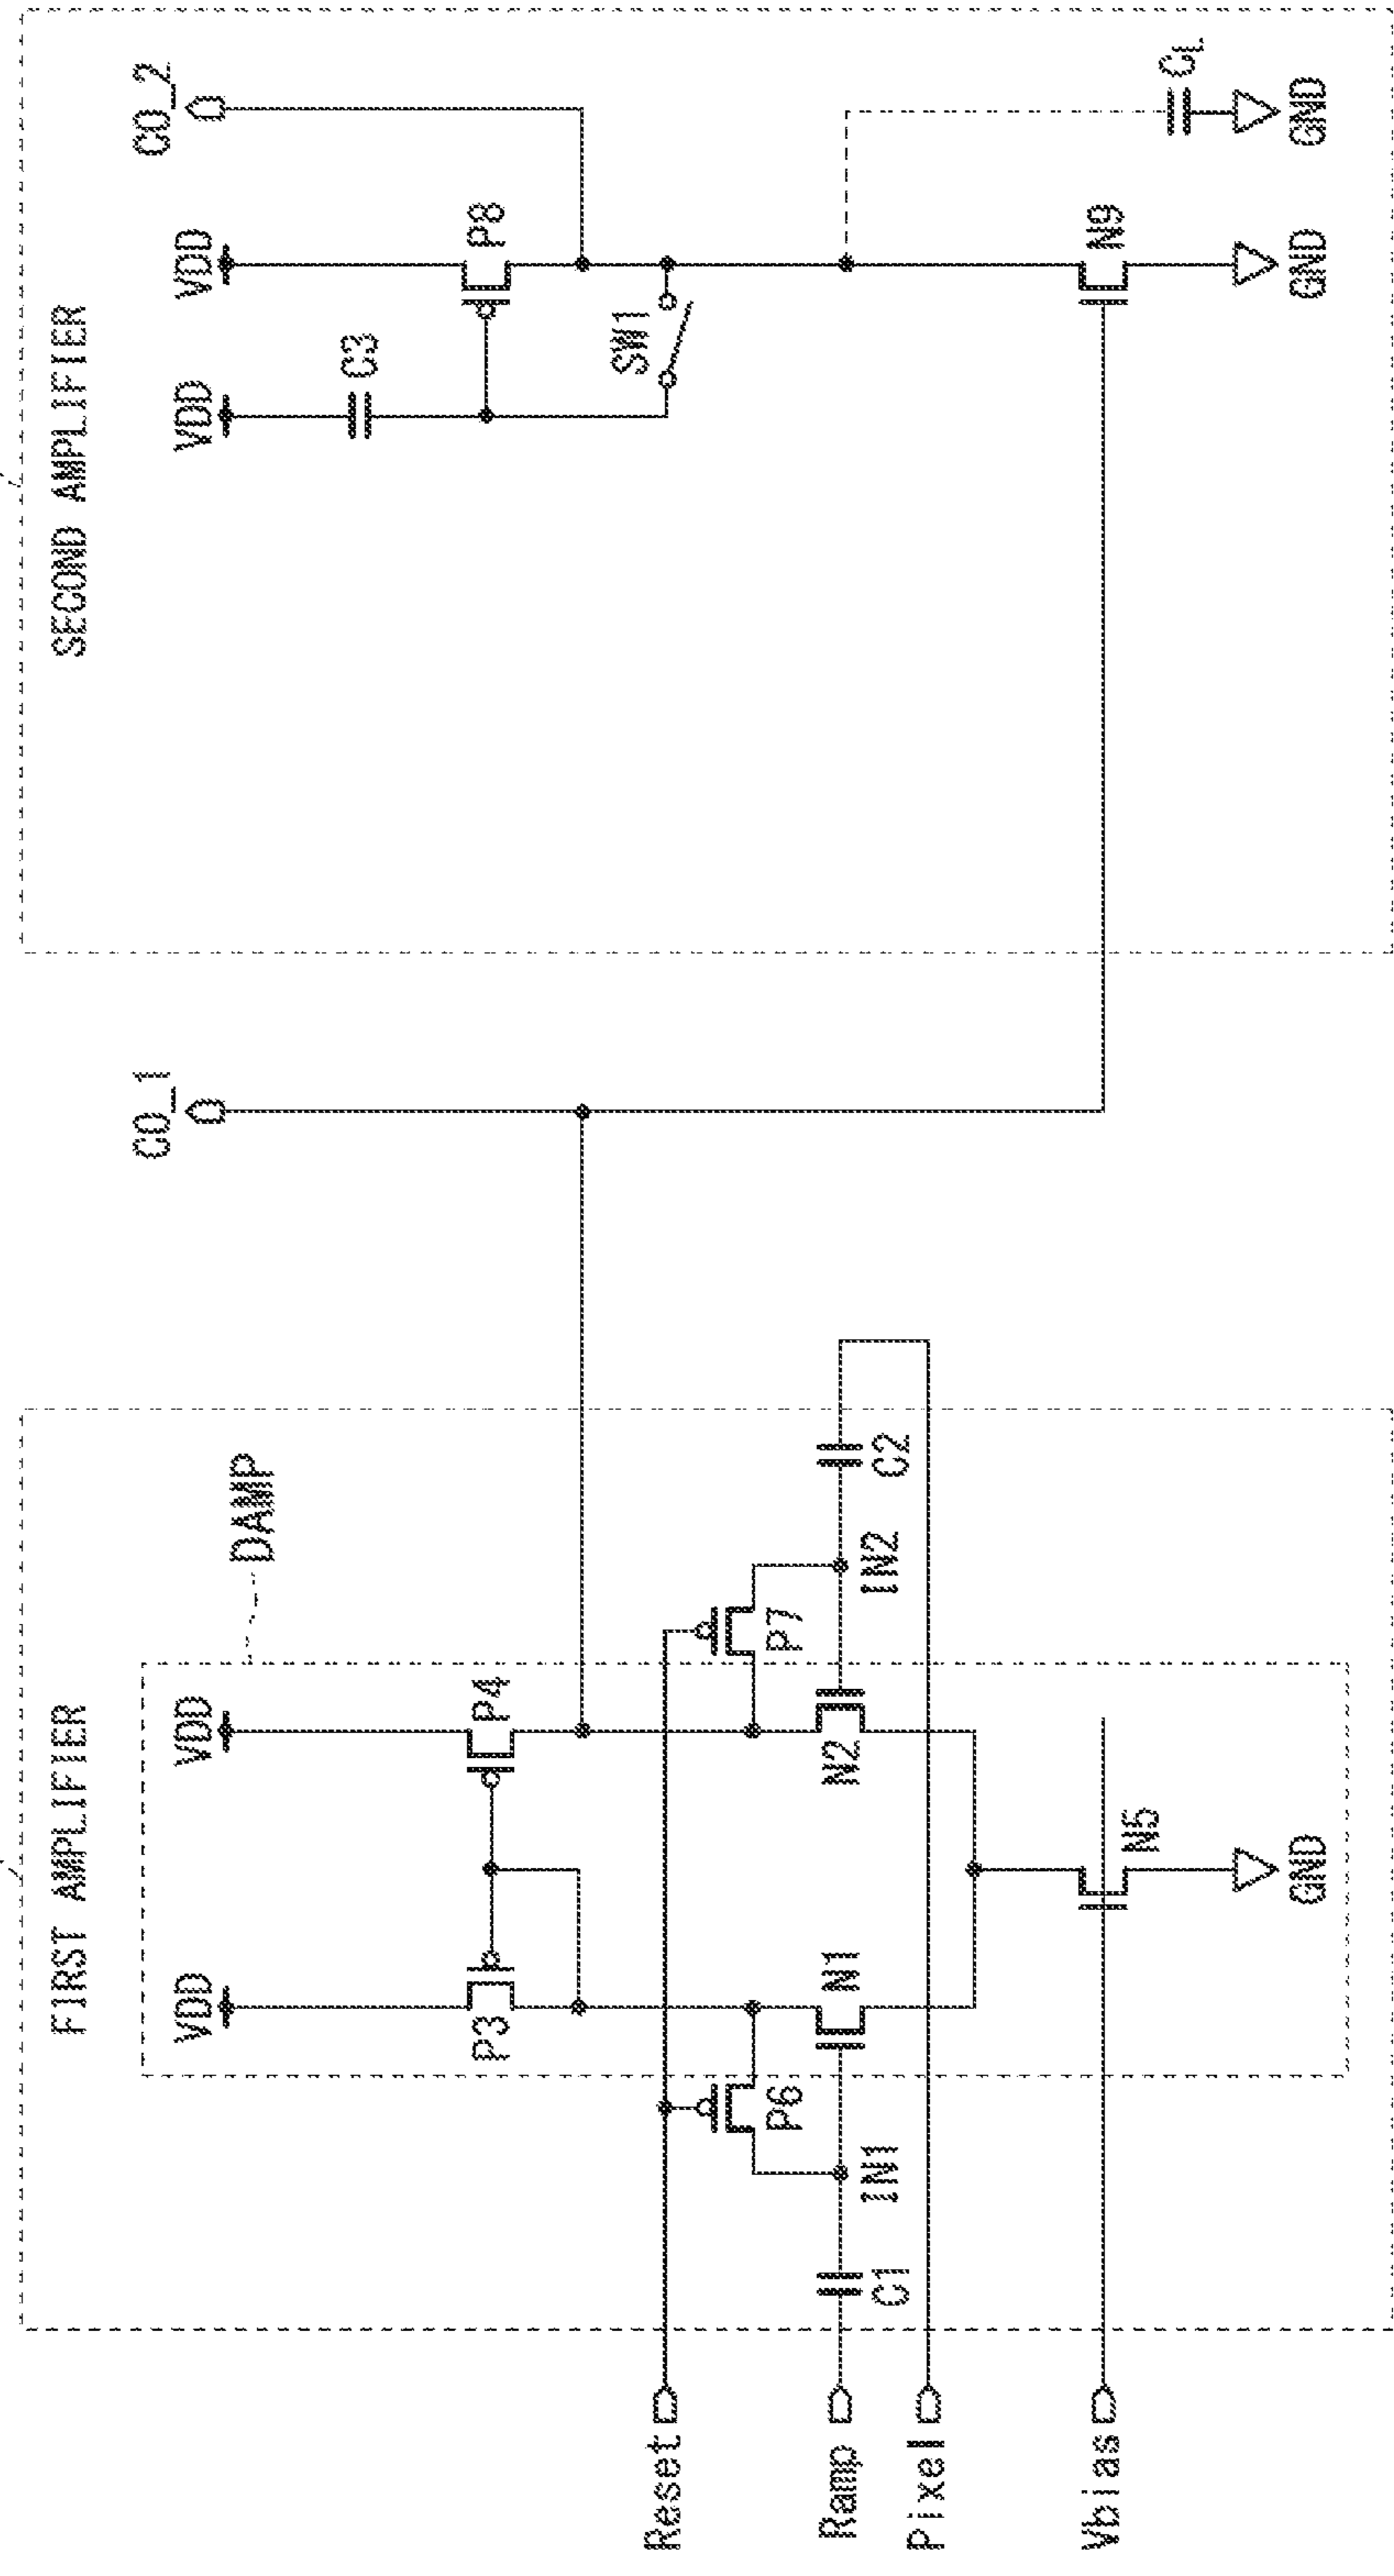 FIRST AMPLIFIER
DAMP
VDD
VDD
P3
P4
P6
P7
N1
N2
IN1
IN2
C1
C2
N5
GND
Reset
Ramp
Pixel
Vbias
CO_1
SECOND AMPLIFIER
VDD
VDD
CO_2
C3
P8
SW1
CL
N9
GND
GND